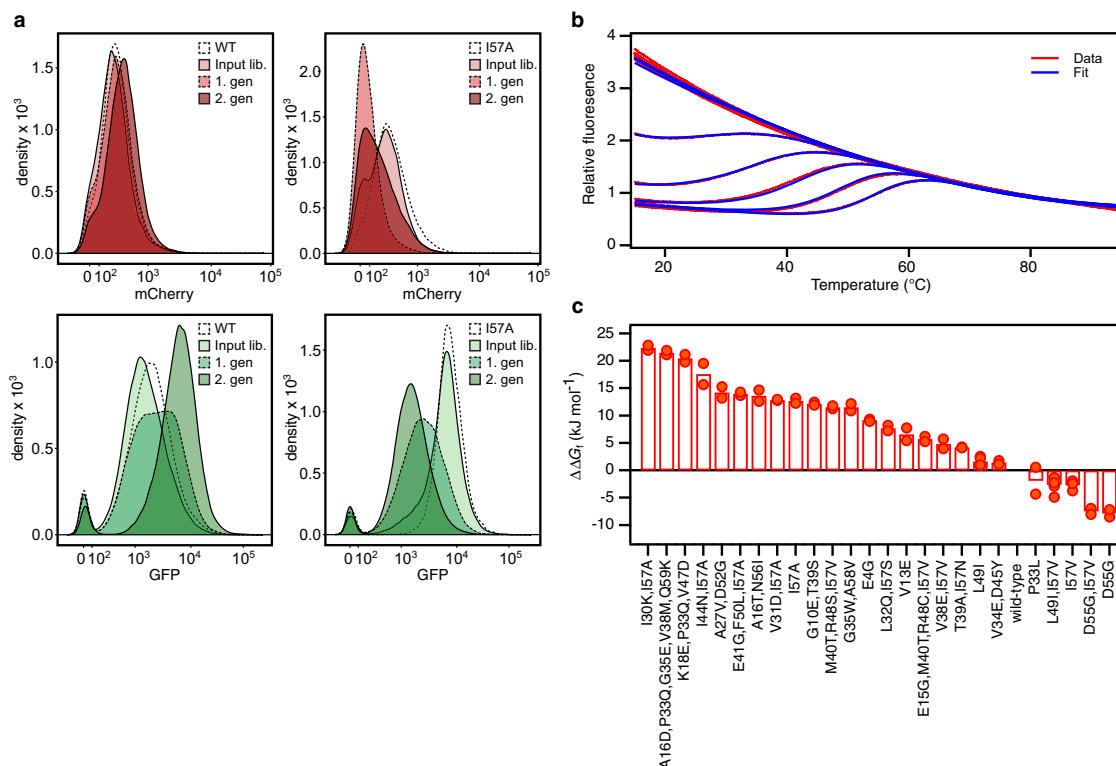 a
WT
Input lib.
1. gen
2. gen
density x 10³
1.5
1.0
0.5
0.0
0 10² 10³ 10⁴ 10⁵
mCherry
I57A
Input lib.
1. gen
2. gen
density x 10³
2.0
1.5
1.0
0.5
0.0
0 10² 10³ 10⁴ 10⁵
mCherry
WT
Input lib.
1. gen
2. gen
density x 10³
1.0
0.5
0.0
0 10² 10³ 10⁴ 10⁵
GFP
I57A
Input lib.
1. gen
2. gen
density x 10³
1.5
1.0
0.5
0.0
0 10² 10³ 10⁴ 10⁵
GFP
b
Data
Fit
Relative fluoresence
4
3
2
1
0
20 40 60 80
Temperature (°C)
c
ΔΔGf (kJ mol⁻¹)
25
20
15
10
5
0
-5
-10
I30K,I57A
A16D,P33Q,G35E,V38M,Q59K
K18E,P33Q,V47D
I44N,I57A
A27V,D52G
E41G,F50L,I57A
A16T,N56I
V31D,I57A
I57A
G10E,T39S
M40T,R48S,I57V
G35W,A58V
E4G
L32Q,I57S
V13E
E15G,M40T,R48C,I57V
V38E,I57V
T39A,I57N
L49I
V34E,D45Y
wild-type
P33L
L49I,I57V
I57V
D55G,I57V
D55G